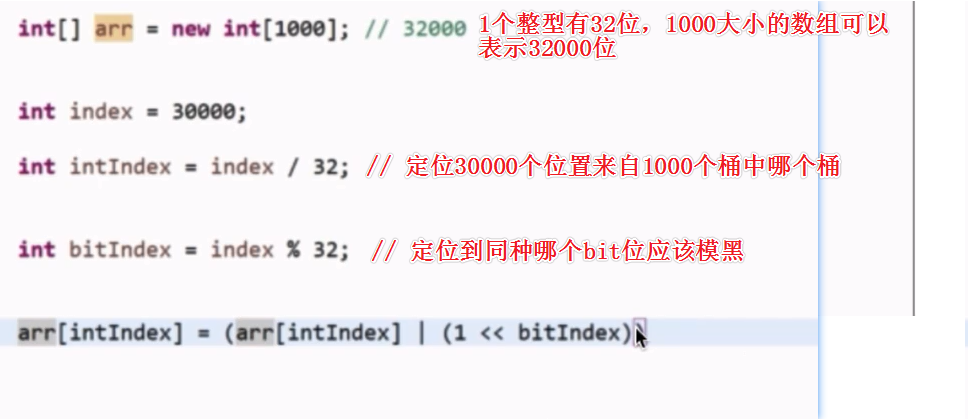 int[] arr = new int[1000]; // 32000 1个整型有32位，1000大小的数组可以
表示32000位
int index = 30000;
int intIndex = index / 32; // 定位30000个位置来自1000个桶中哪个桶
int bitIndex = index % 32; // 定位到同种哪个bit位应该模黑
arr[intIndex] = (arr[intIndex] | (1 << bitIndex))